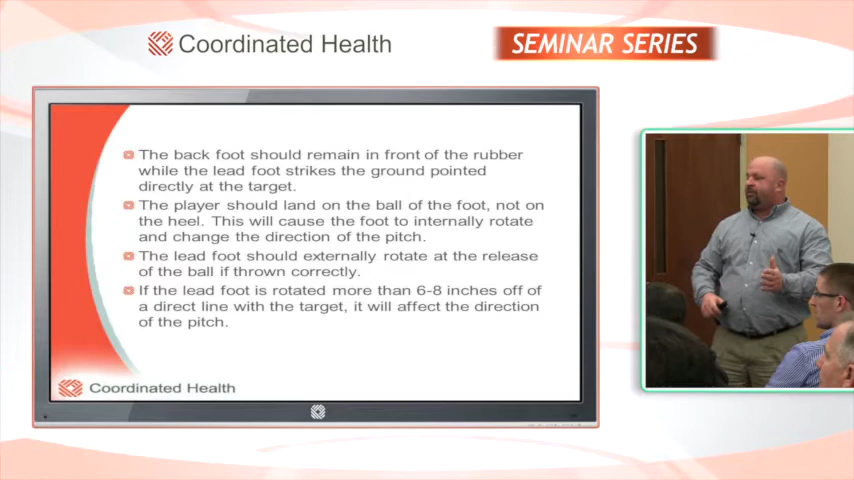 Coordinated Health
SEMINAR SERIES
The back foot should remain in front of the rubber
while the lead foot strikes the ground pointed
directly at the target.
The player should land on the ball of the foot, not on
the heel. This will cause the foot to internally rotate
and change the direction of the pitch.
The lead foot should externally rotate at the release
of the ball if thrown correctly.
If the lead foot is rotated more than 6-8 inches off of
a direct line with the target, it will affect the direction
of the pitch.
Coordinated Health